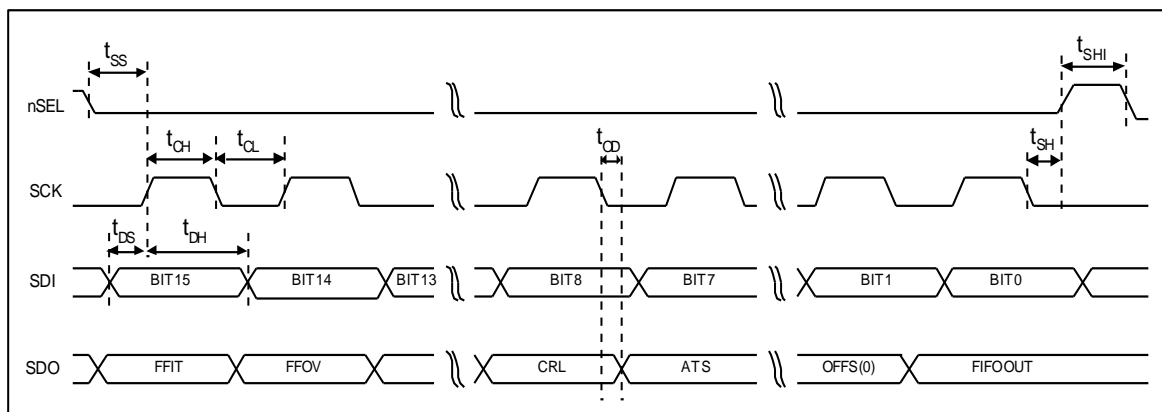 tSS
tSHI
nSEL
tCH tCL tOD tSH
SCK
tDS tDH
SDI BIT15 BIT14 BIT13 BIT8 BIT7 BIT1 BIT0
SDO FFIT FFOV CRL ATS OFFS(0) FIFOOUT